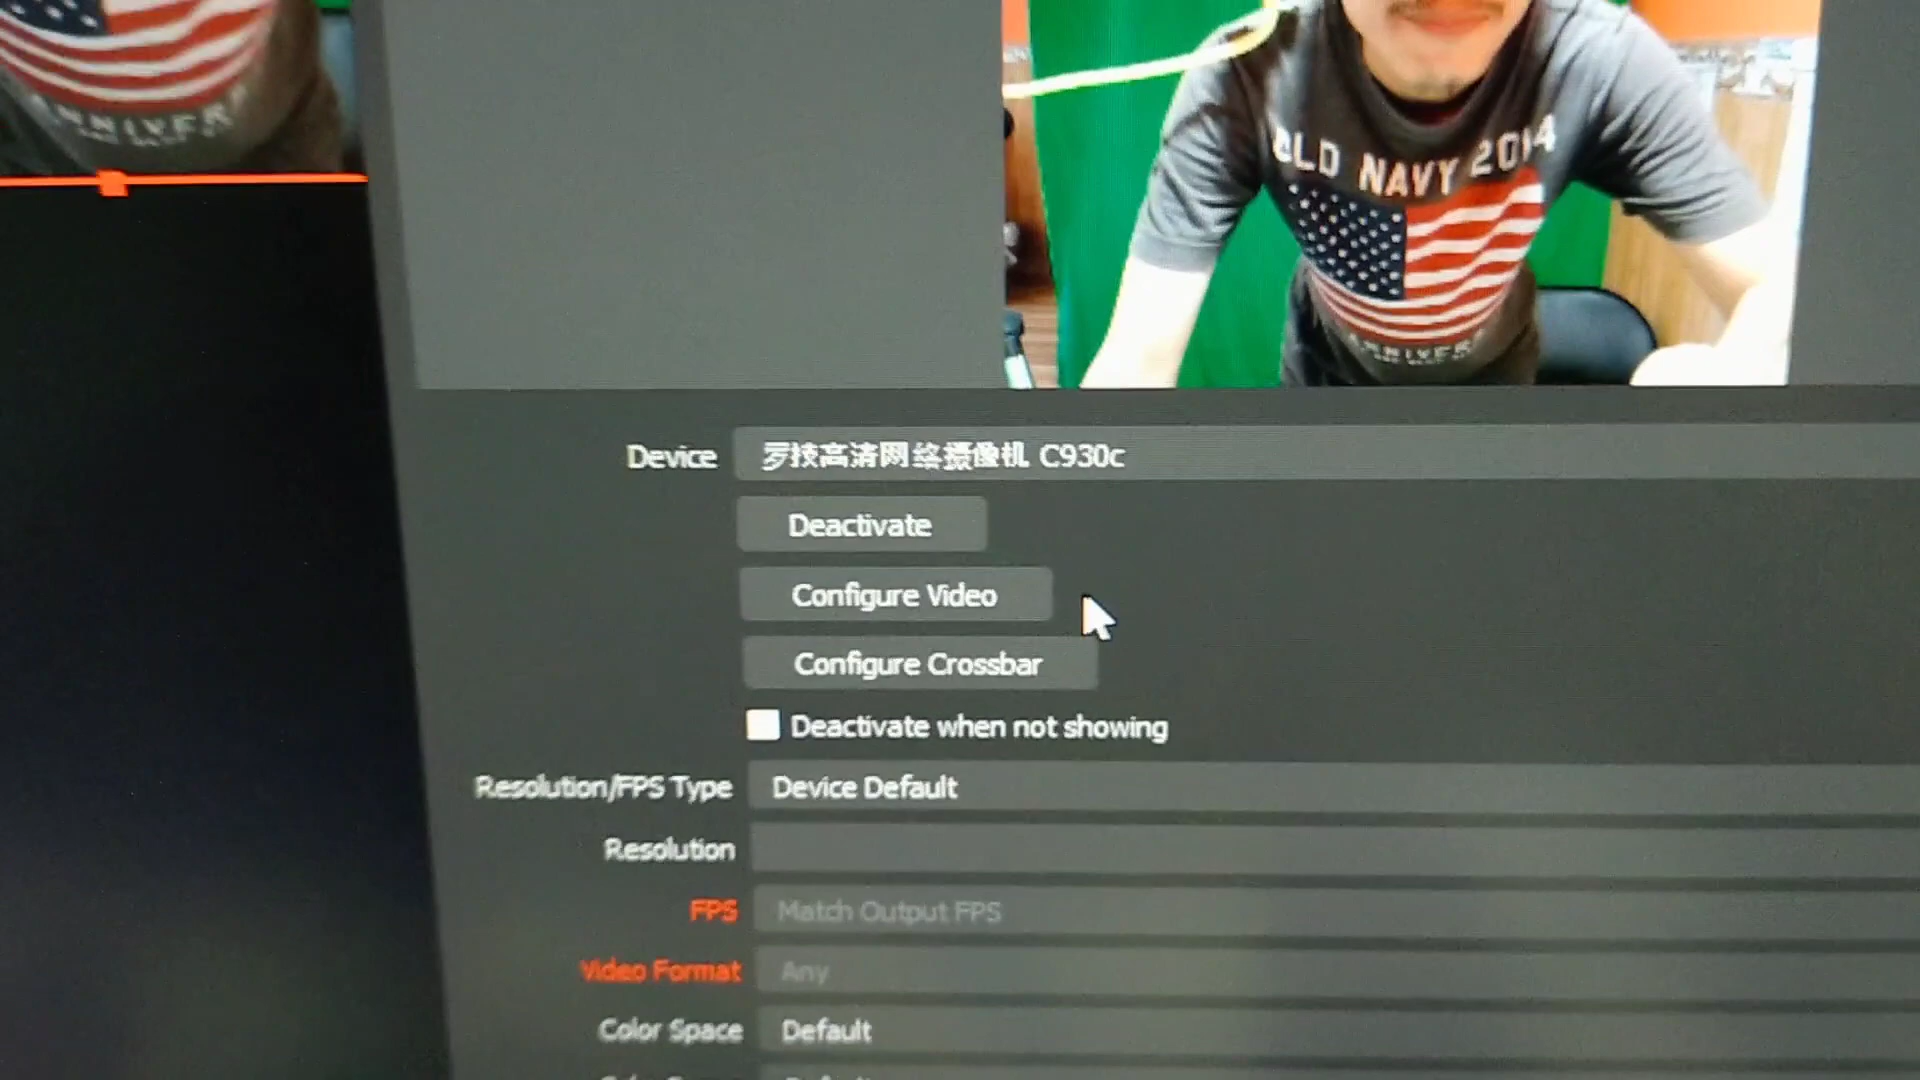 OLD NAVY 2014
Device 罗技高清网络摄像机 C930c
Deactivate
Configure Video
Configure Crossbar
Deactivate when not showing
Resolution/FPS Type Device Default
Resolution
FPS Match Output FPS
Video Format Any
Color Space Default